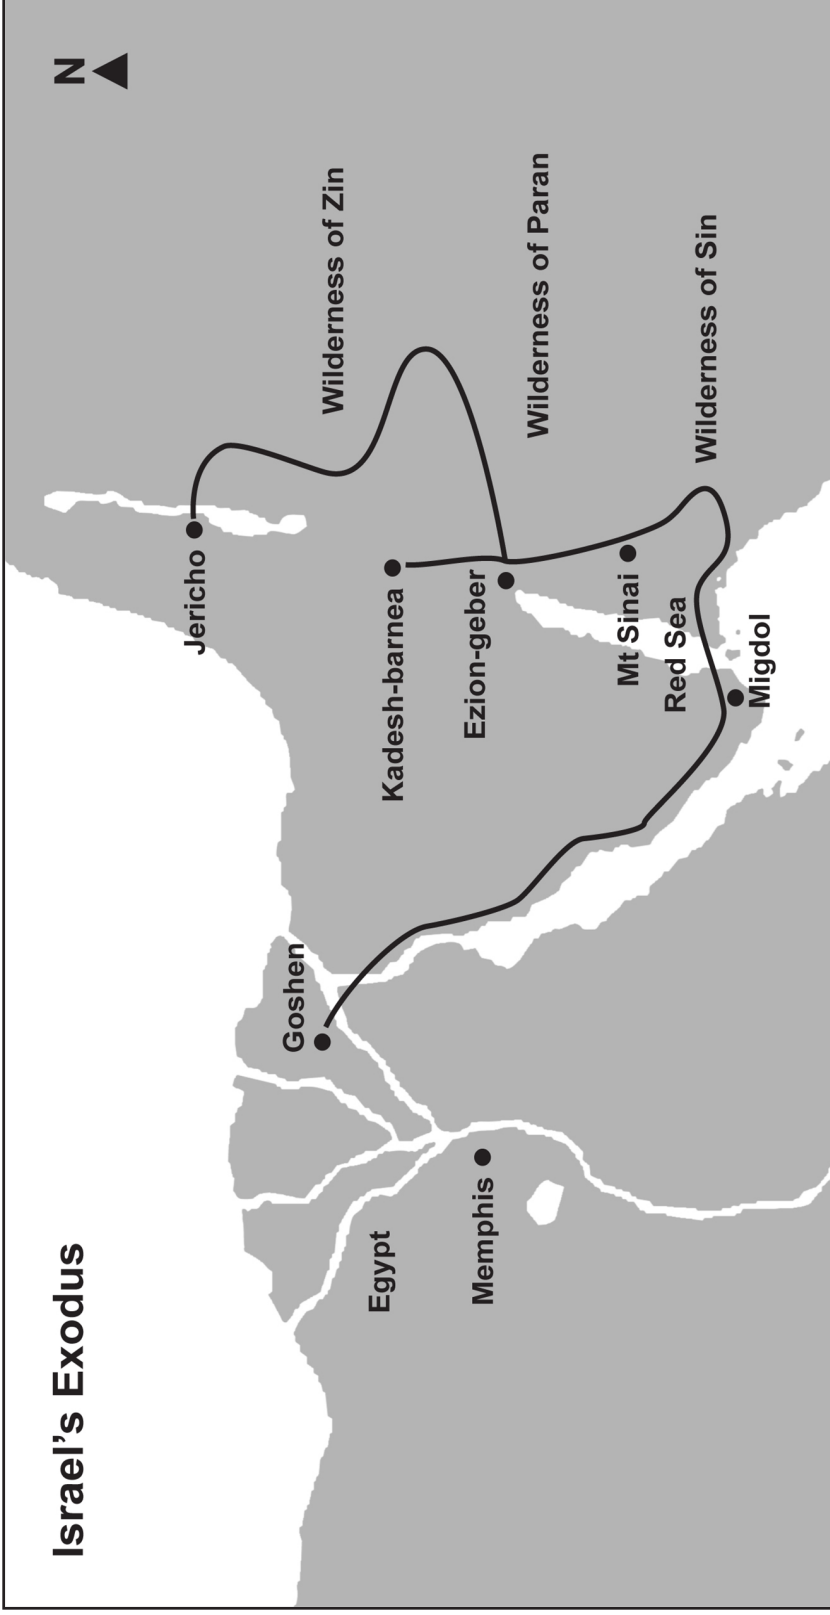 Israel’s Exodus
N
Jericho
Goshen
Wilderness of Zin
Egypt
Kadesh-barnea
Memphis
Ezion-geber
Wilderness of Paran
Mt Sinai
Red Sea
Wilderness of Sin
Migdol